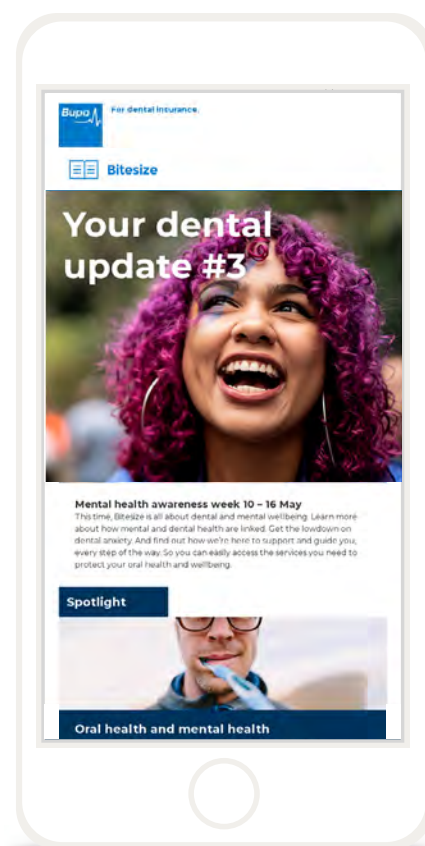 Bupa
For dental insurance.
Bitesize
Your dental
update #3
Mental health awareness week 10 – 16 May
This time, Bitesize is all about dental and mental wellbeing. Learn more
about how mental and dental health are linked. Get the lowdown on
dental anxiety. And find out how we're here to support and guide you,
every step of the way. So you can easily access the services you need to
protect your oral health and wellbeing.
Spotlight
Oral health and mental health